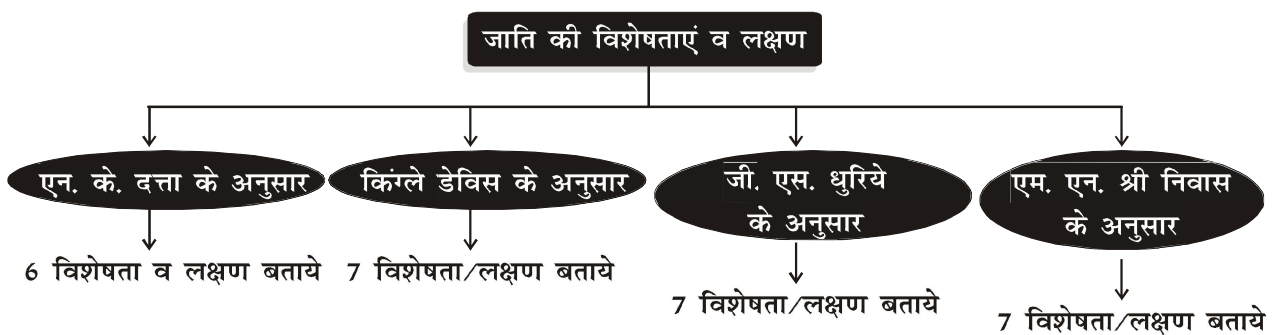 जाति की विशेषताएं व लक्षण
एन. के. दत्ता के अनुसार
किंग्ले डेविस के अनुसार
जी. एस. धुरिये
के अनुसार
एम. एन. श्री निवास
के अनुसार
6 विशेषता व लक्षण बताये
7 विशेषता/लक्षण बताये
7 विशेषता/लक्षण बताये
7 विशेषता/लक्षण बताये